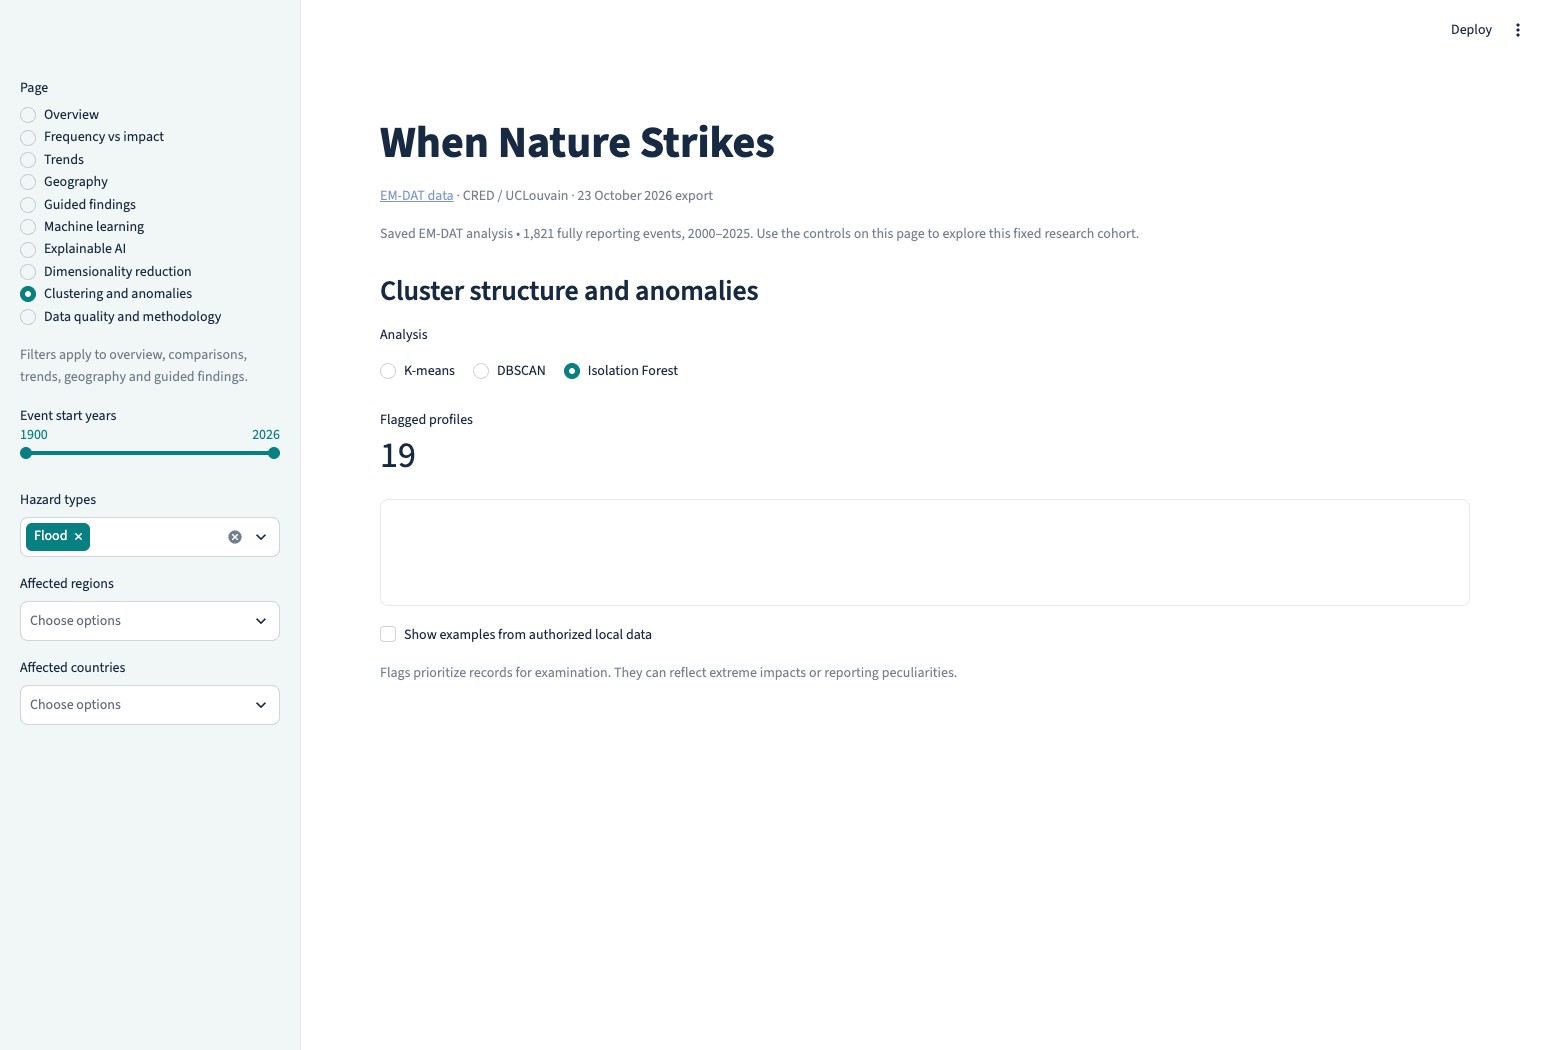 Deploy
Page
Overview
Frequency vs impact
Trends
Geography
Guided findings
Machine learning
Explainable AI
Dimensionality reduction
Clustering and anomalies
Data quality and methodology
Filters apply to overview, comparisons,
trends, geography and guided findings.
Event start years
1900 2026
Hazard types
Flood
Affected regions
Choose options
Affected countries
Choose options
When Nature Strikes
EM-DAT data · CRED / UCLouvain · 23 October 2026 export
Saved EM-DAT analysis • 1,821 fully reporting events, 2000–2025. Use the controls on this page to explore this fixed research cohort.
Cluster structure and anomalies
Analysis
K-means DBSCAN Isolation Forest
Flagged profiles
19
Show examples from authorized local data
Flags prioritize records for examination. They can reflect extreme impacts or reporting peculiarities.